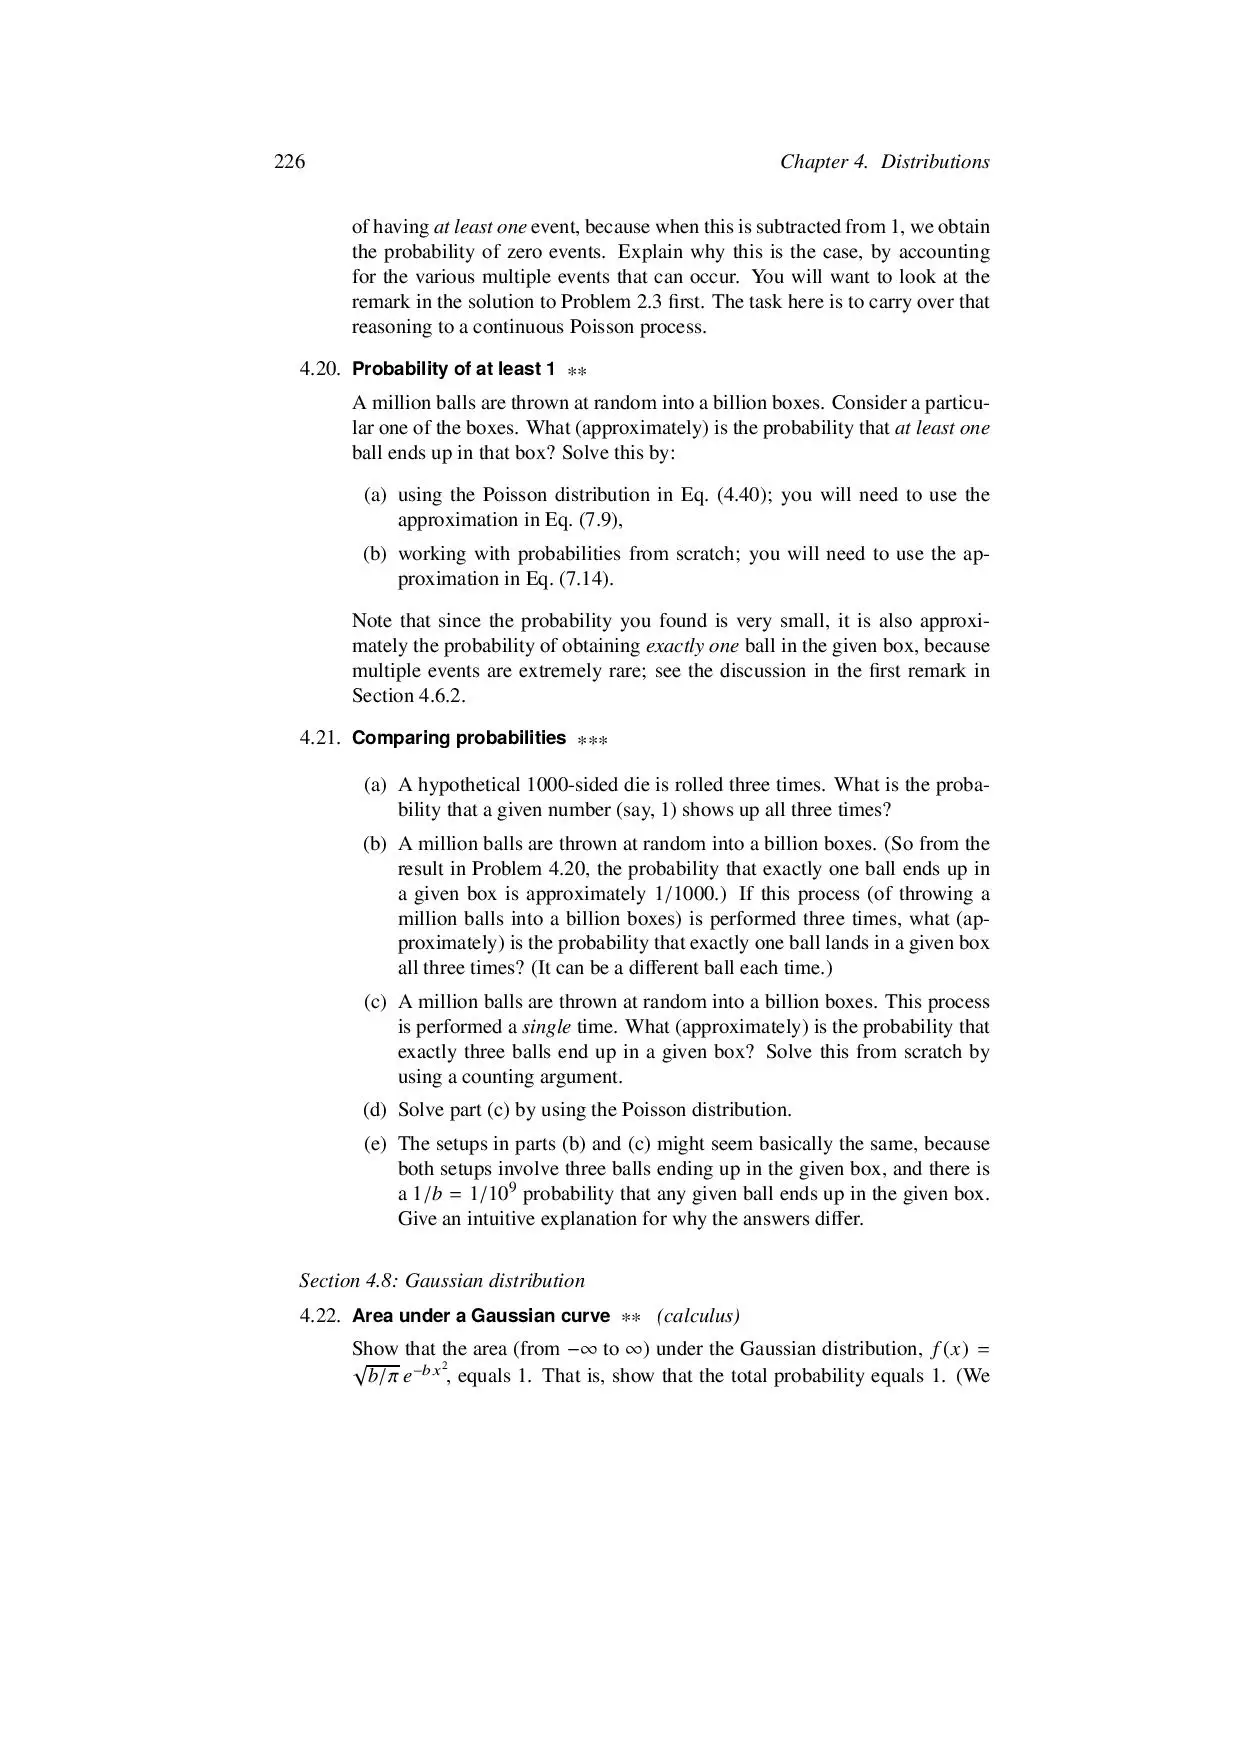 226
Chapter 4. Distributions
of having at least one event, because when this is subtracted from 1, we obtain
the probability of zero events. Explain why this is the case, by accounting
for the various multiple events that can occur. You will want to look at the
remark in the solution to Problem 2.3 first. The task here is to carry over that
reasoning to a continuous Poisson process.
4.20. Probability of at least 1 **
A million balls are thrown at random into a billion boxes. Consider a particu-
lar one of the boxes. What (approximately) is the probability that at least one
ball ends up in that box? Solve this by:
(a) using the Poisson distribution in Eq. (4.40); you will need to use the
approximation in Eq. (7.9),
(b) working with probabilities from scratch; you will need to use the ap-
proximation in Eq. (7.14).
Note that since the probability you found is very small, it is also approxi-
mately the probability of obtaining exactly one ball in the given box, because
multiple events are extremely rare; see the discussion in the first remark in
Section 4.6.2.
4.21. Comparing probabilities ***
(a) A hypothetical 1000-sided die is rolled three times. What is the proba-
bility that a given number (say, 1) shows up all three times?
(b) A million balls are thrown at random into a billion boxes. (So from the
result in Problem 4.20, the probability that exactly one ball ends up in
a given box is approximately 1/1000.) If this process (of throwing a
million balls into a billion boxes) is performed three times, what (ap-
proximately) is the probability that exactly one ball lands in a given box
all three times? (It can be a different ball each time.)
(c) A million balls are thrown at random into a billion boxes. This process
is performed a single time. What (approximately) is the probability that
exactly three balls end up in a given box? Solve this from scratch by
using a counting argument.
(d) Solve part (c) by using the Poisson distribution.
(e) The setups in parts (b) and (c) might seem basically the same, because
both setups involve three balls ending up in the given box, and there is
a 1/b = 1/10⁹ probability that any given ball ends up in the given box.
Give an intuitive explanation for why the answers differ.
Section 4.8: Gaussian distribution
4.22. Area under a Gaussian curve ** (calculus)
Show that the area (from −∞ to ∞) under the Gaussian distribution, f(x) =
√b/π e^{−bx²}, equals 1. That is, show that the total probability equals 1. (We